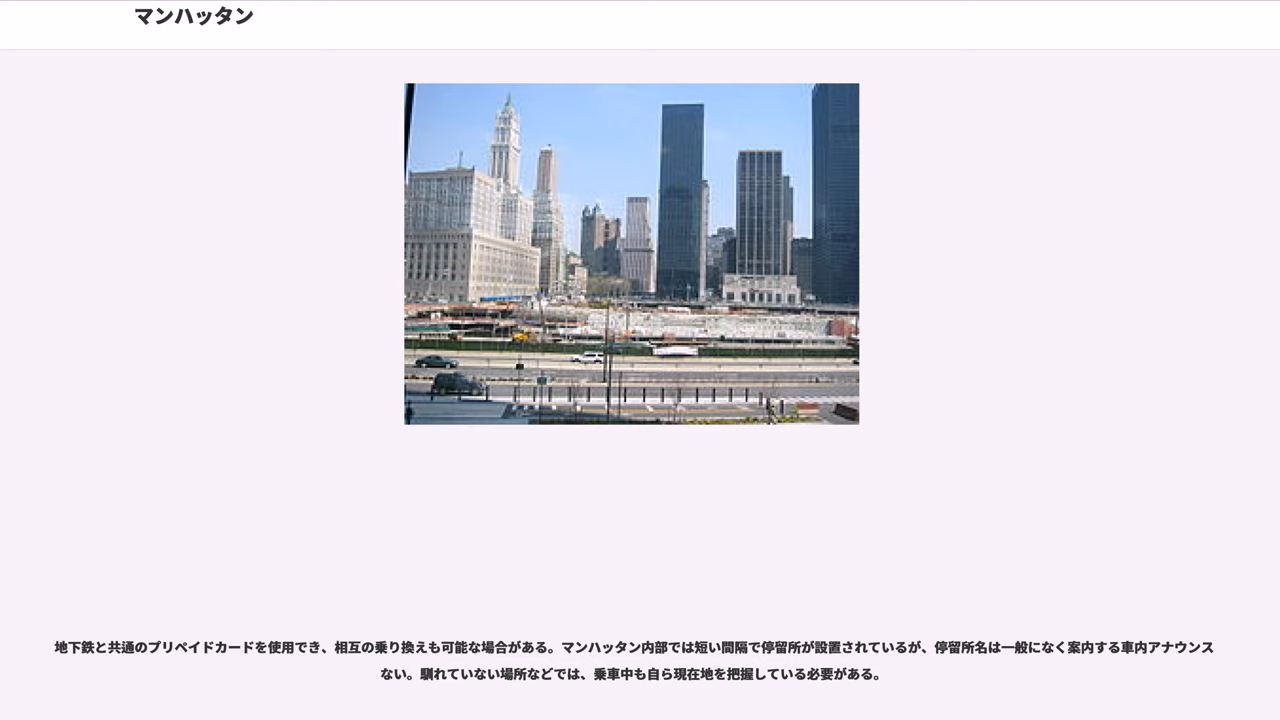 マンハッタン
地下鉄と共通のプリペイドカードを使用でき、相互の乗り換えも可能な場合がある。マンハッタン内部では短い間隔で停留所が設置されているが、停留所名は一般になく案内する車内アナウンス
ない。馴れていない場所などでは、乗車中も自ら現在地を把握している必要がある。